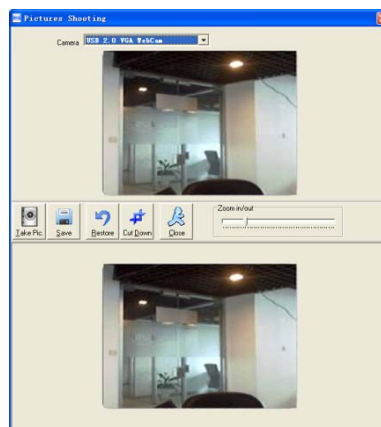 Pictures Shooting
Camera USB 2.0 VGA WebCam
Zoom in/out
Take Pic. Save Restore Cut Down Close